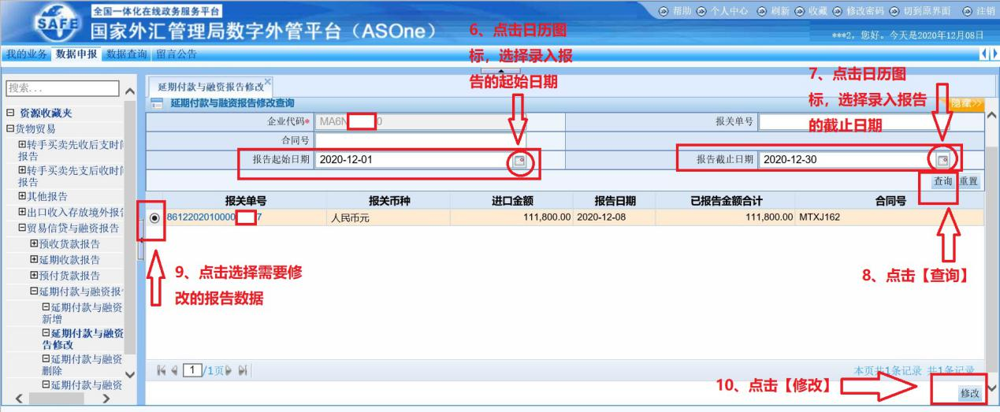 全国一体化在线政务服务平台
SAFE
国家外汇管理局数字外管平台（ASOne）
帮助 个人中心 刷新 收藏 修改密码 切到原界面 注销
***2，您好。今天是2020年12月08日
我的业务 数据申报 数据查询 留言公告
6、点击日历图
标，选择录入报
告的起始日期
7、点击日历图
标，选择录入报告
的截止日期
搜索...
资源收藏夹
货物贸易
转手买卖先收后支时间
报告
转手买卖先支后收时间
报告
其他报告
出口收入存放境外报告
贸易信贷与融资报告
预收货款报告
延期收款报告
预付货款报告
延期付款与融资报
延期付款与融资
新增
延期付款与融资
告修改
延期付款与融资
删除
延期付款与融资
延期付款与融资报告修改
延期付款与融资报告修改查询
隐藏>>
企业代码* MA6N 0 报关单号
合同号
报告起始日期 2020-12-01 报告截止日期 2020-12-30
查询 重置
报关单号 报关币种 进口金额 报告日期 已报告金额合计 合同号
8612202010000 7 人民币元 111,800.00 2020-12-08 111,800.00 MTXJ162
9、点击选择需要修
改的报告数据
8、点击【查询】
1 /1页
本页共1条记录 共1条记录
10、点击【修改】
修改